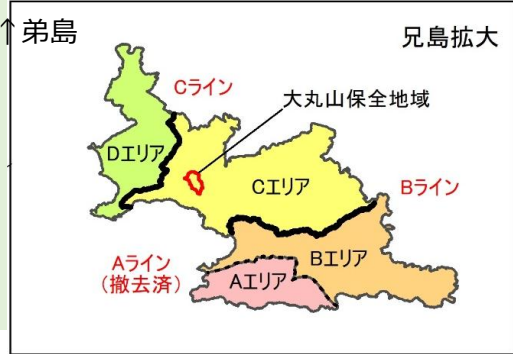 ↑弟島
兄島拡大
Cライン
大丸山保全地域
Dエリア
Cエリア
Bライン
Aライン
(撤去済)
Bエリア
Aエリア